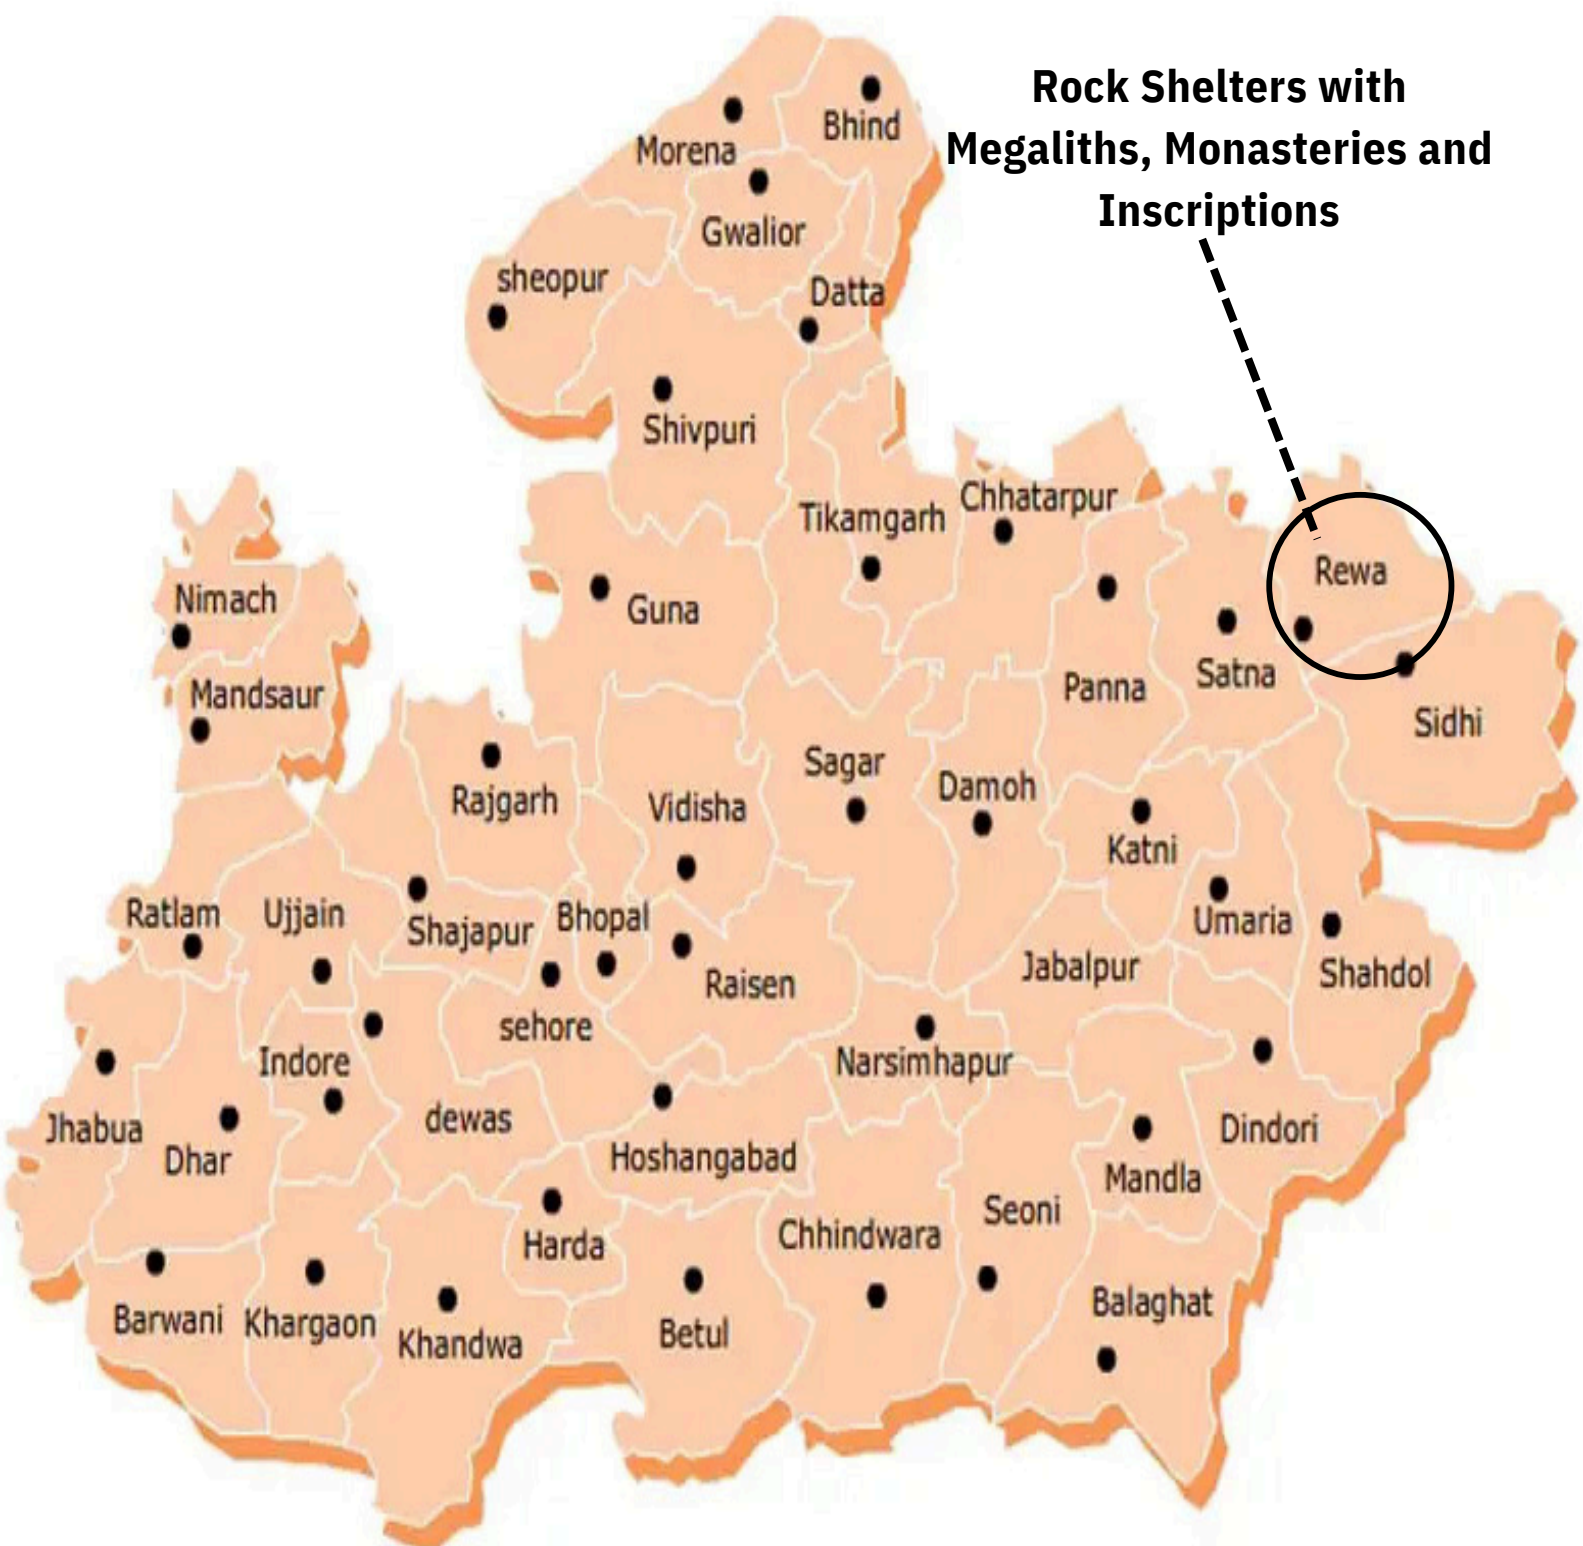 Rock Shelters with
Megaliths, Monasteries and
Inscriptions
Bhind
Morena
Gwalior
sheopur
Datta
Shivpuri
Chhatarpur
Tikamgarh
Rewa
Nimach
Guna
Satna
Panna
Mandsaur
Sidhi
Sagar
Damoh
Rajgarh
Vidisha
Katni
Ratlam
Ujjain
Shajapur
Bhopal
Umaria
Jabalpur
Shahdol
Raisen
sehore
Indore
Narsimhapur
Jhabua
dewas
Dindori
Dhar
Hoshangabad
Mandla
Seoni
Harda
Chhindwara
Balaghat
Barwani
Khargaon
Khandwa
Betul